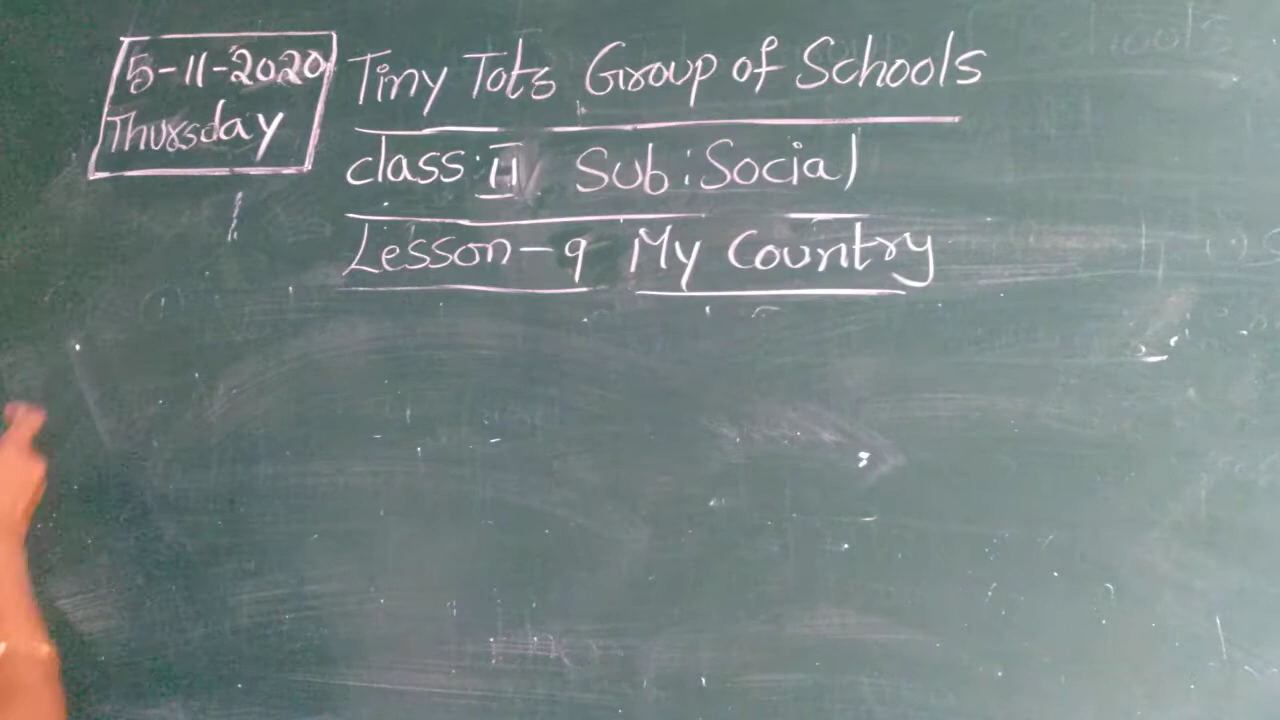 5-11-2020
Thursday
Tiny Tots Group of Schools
class: II Sub: Social
Lesson-9 My Country